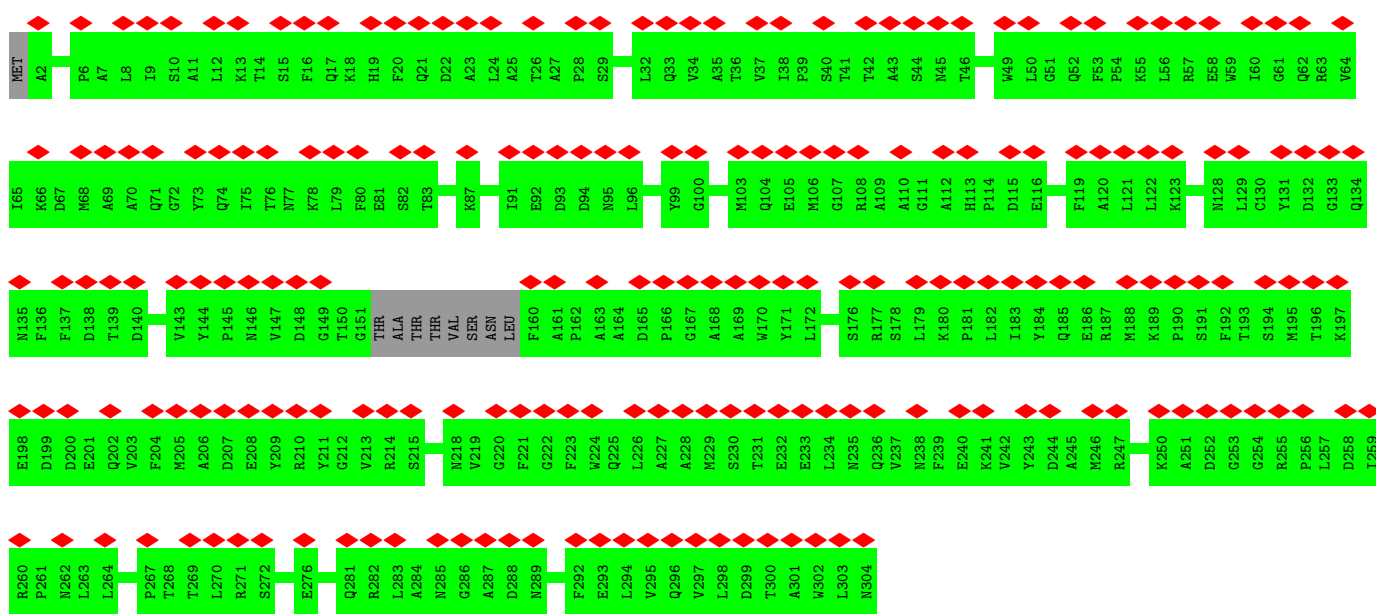 MET A2 P6 A7 L8 I9 S10 A11 L12 K13 T14 S15 F16 Q17 K18 H19 F20 Q21 D22 A23 L24 A25 T26 A27 P28 S29 L32 Q33 V34 A35 T36 V37 I38 P39 S40 T41 T42 A43 S44 N45 T46 W49 L50 G51 Q52 F53 P54 K55 L56 R57 E58 W59 I60 G61 Q62 R63 V64
I65 K66 D67 M68 A69 A70 Q71 G72 Y73 Q74 I75 T76 N77 K78 L79 F80 E81 S82 T83 K87 I91 E92 D93 D94 N95 L96 Y99 G100 M103 Q104 E105 M106 G107 R108 A109 A110 G111 A112 H113 P114 D115 E116 F119 A120 L121 L122 K123 N128 L129 C130 Y131 D132 G133 Q134
N135 F136 F137 D138 T139 D140 V143 Y144 P145 N146 V147 D148 G149 T150 G151 THR ALA THR THR VAL SER ASN LEU F160 A161 P162 A163 A164 D165 P166 G167 A168 A169 W170 Y171 L172 S176 R177 S178 L179 K180 P181 L182 I183 Y184 Q185 E186 R187 M188 K189 P190 S191 F192 T193 S194 M195 T196 K197
E198 D199 D200 E201 Q202 V203 F204 M205 A206 D207 E208 Y209 R210 Y211 G212 V213 R214 S215 N218 V219 G220 F221 G222 F223 W224 Q225 L226 A227 A228 M229 S230 T231 E232 E233 L234 N235 Q236 V237 N238 F239 E240 K241 V242 Y243 D244 A245 M246 R247 K250 A251 D252 G253 G254 R255 P256 L257 D258 I259
R260 P261 N262 L263 L264 P267 T268 T269 L270 R271 S272 E276 Q281 R282 L283 A284 N285 G286 A287 D288 N289 F292 E293 L294 V295 Q296 V297 L298 D299 T300 A301 W302 L303 N304